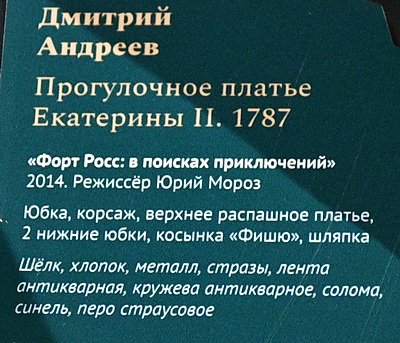 Дмитрий
Андреев
Прогулочное платье
Екатерины II. 1787
«Форт Росс: в поисках приключений»
2014. Режиссёр Юрий Мороз
Юбка, корсаж, верхнее распашное платье,
2 нижние юбки, косынка «Фишю», шляпка
Шёлк, хлопок, металл, стразы, лента
антикварная, кружева антикварное, солома,
синель, перо страусовое